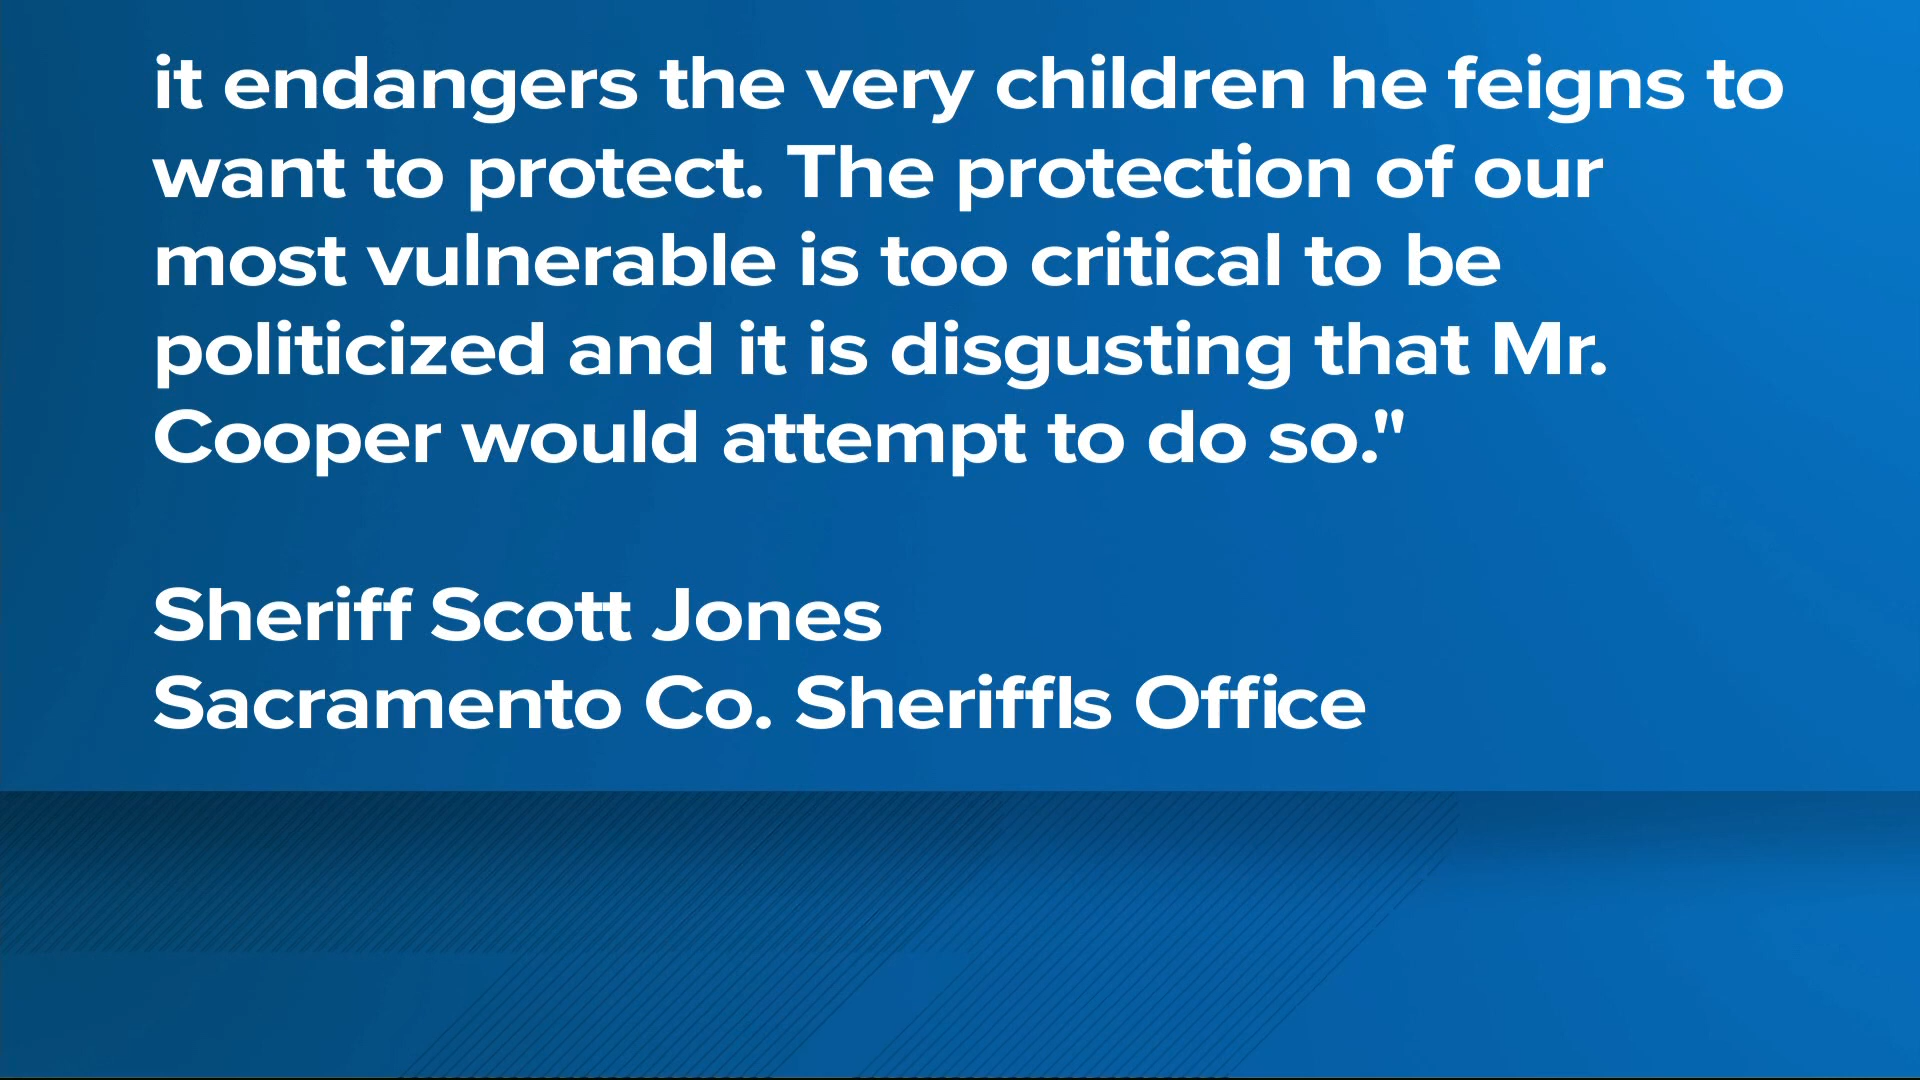 it endangers the very children he feigns to
want to protect. The protection of our
most vulnerable is too critical to be
politicized and it is disgusting that Mr.
Cooper would attempt to do so."
Sheriff Scott Jones
Sacramento Co. Sheriffls Office